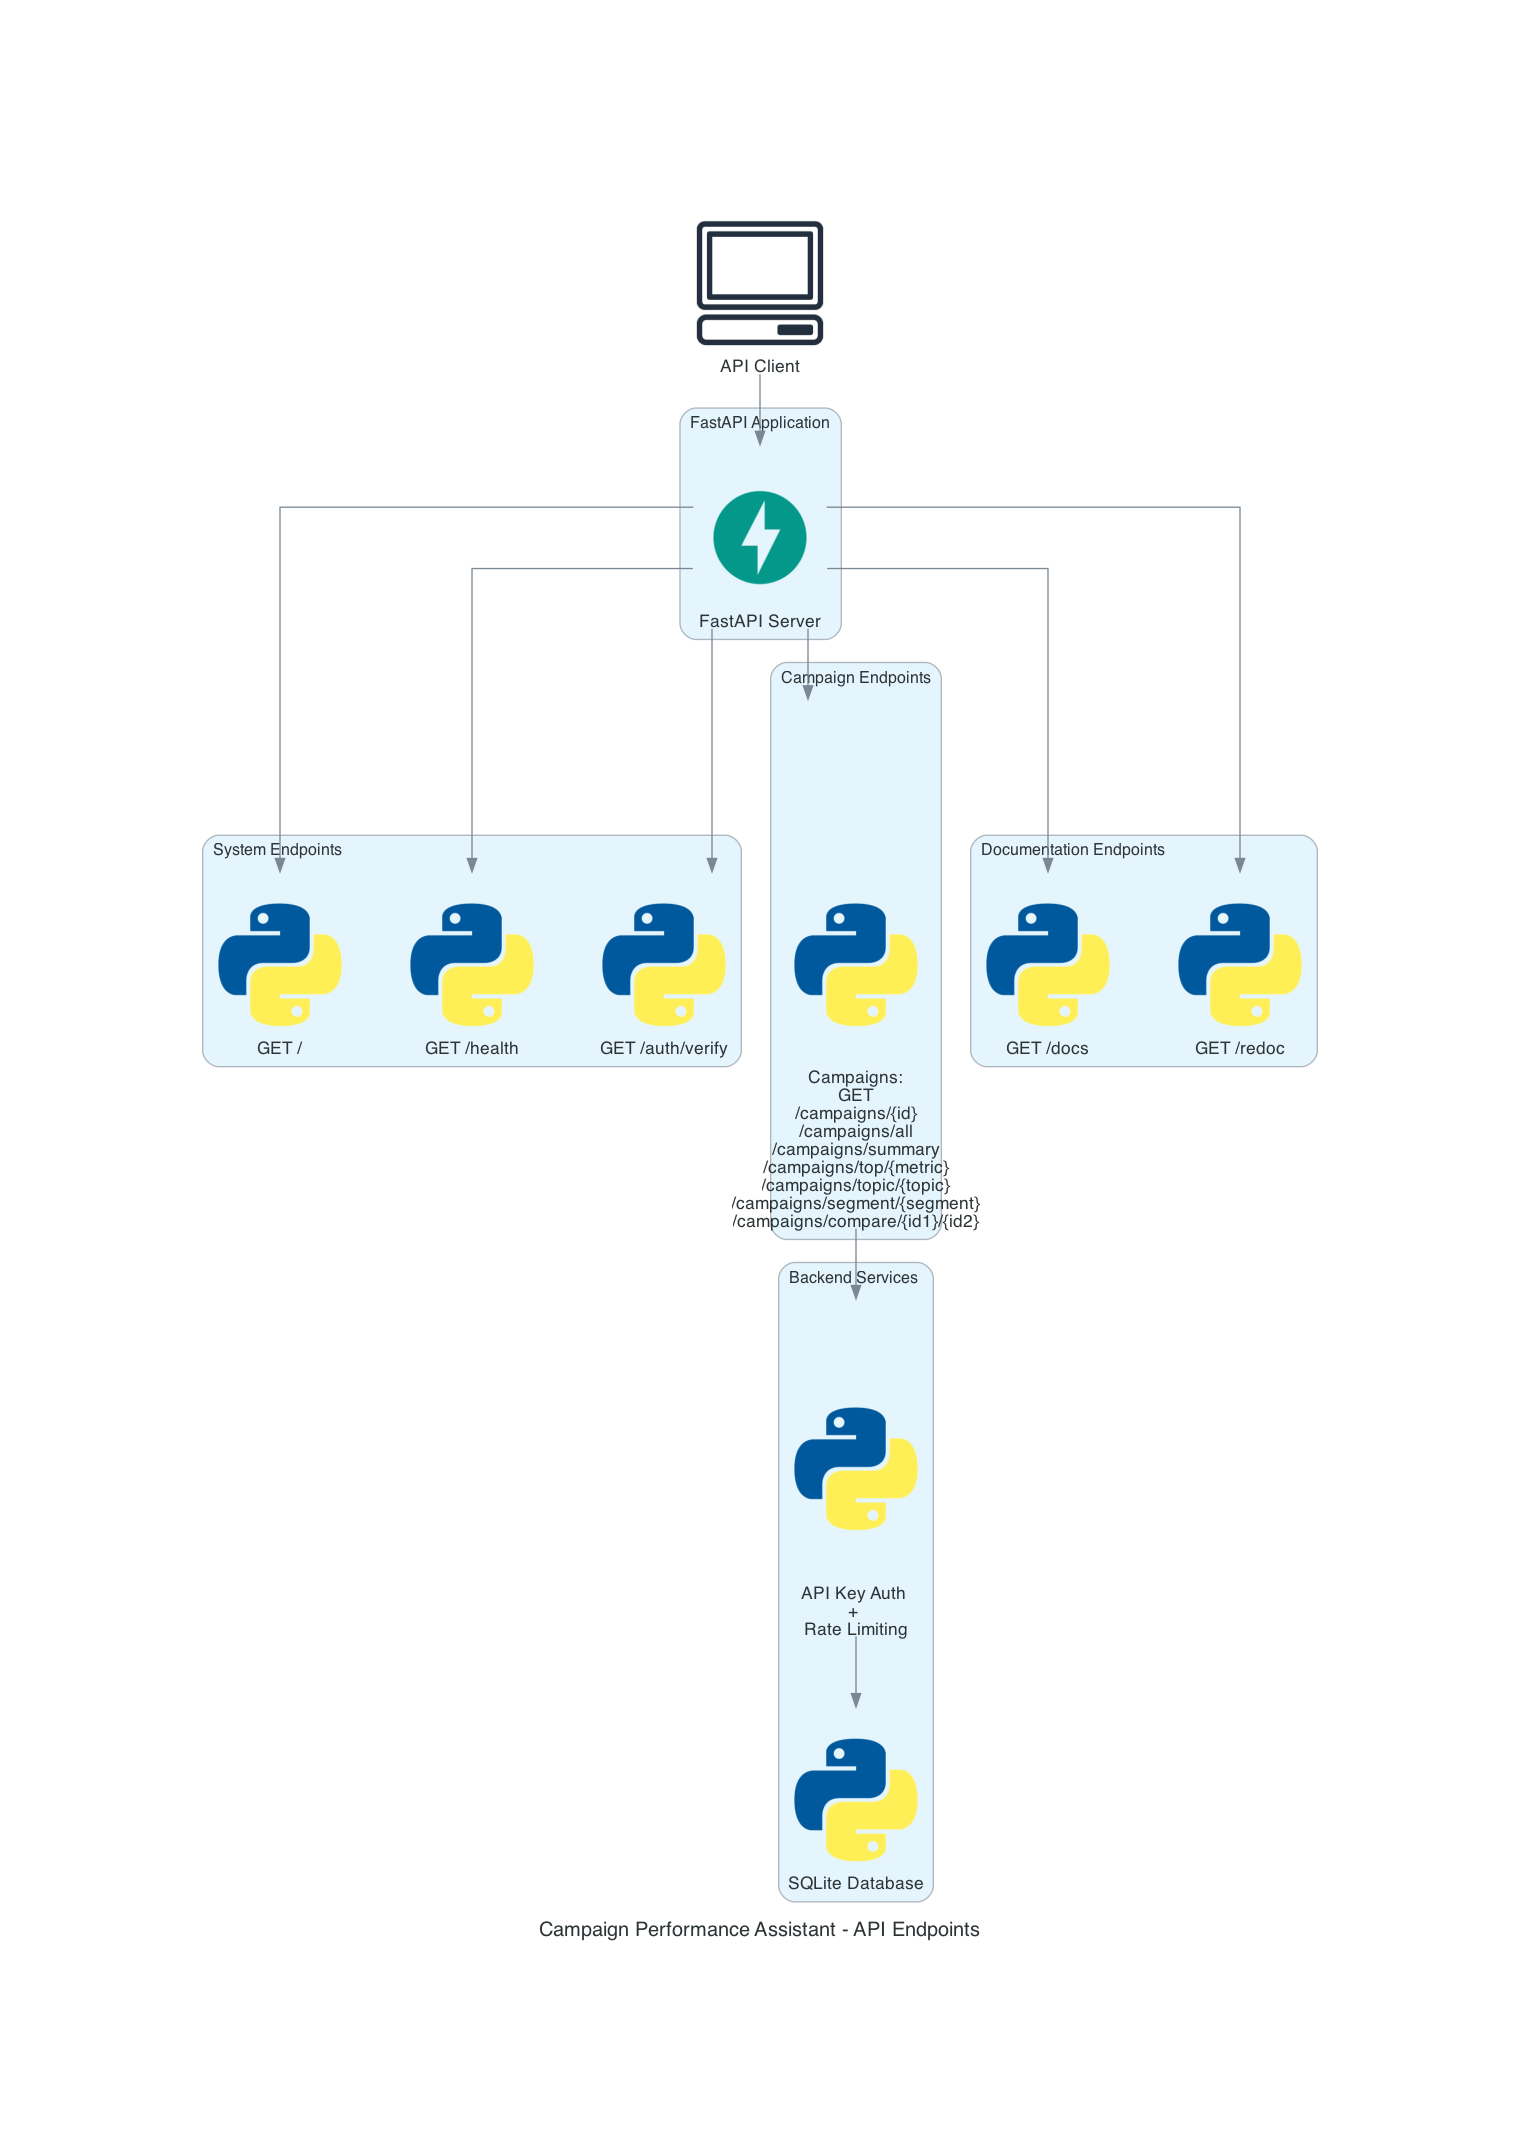 API Client
FastAPI Application
FastAPI Server
Campaign Endpoints
System Endpoints
Documentation Endpoints
GET /
GET /health
GET /auth/verify
GET /docs
GET /redoc
Campaigns:
GET
/campaigns/{id}
/campaigns/all
/campaigns/summary
/campaigns/top/{metric}
/campaigns/topic/{topic}
/campaigns/segment/{segment}
/campaigns/compare/{id1}/{id2}
Backend Services
API Key Auth
+
Rate Limiting
SQLite Database
Campaign Performance Assistant - API Endpoints